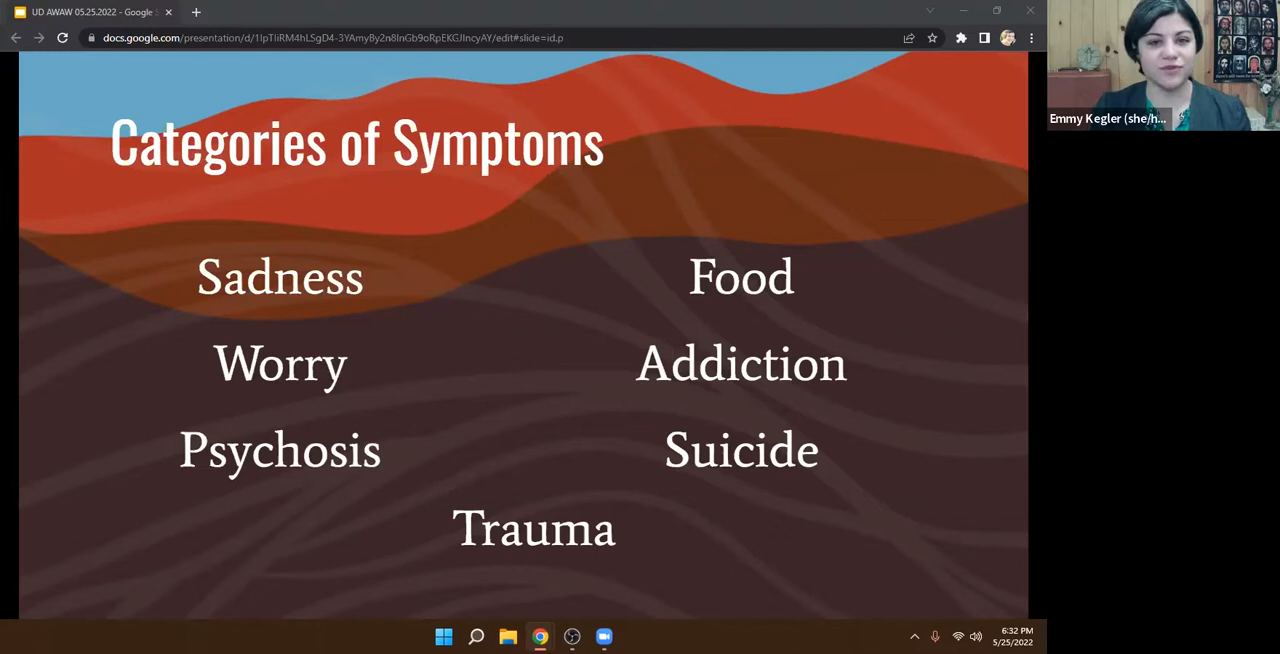 UD AWAW 05.25.2022 - Google S
docs.google.com/presentation/d/1IpTIiRM4hLSgD4-3YAmyBy2n8lnGb9oRpEKGJIncyAY/edit#slide=id.p
Emmy Kegler (she/h...
Categories of Symptoms
Sadness
Food
Worry
Addiction
Psychosis
Suicide
Trauma
6:32 PM
5/25/2022